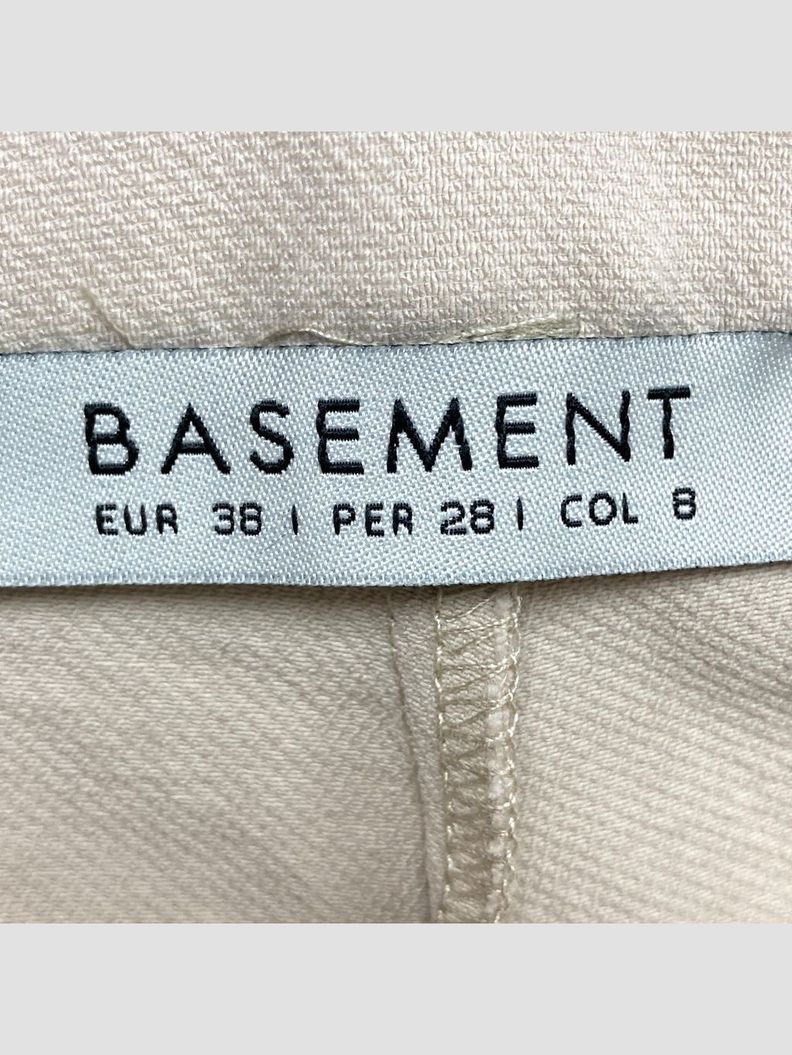 BASEMENT
EUR 38 | PER 28 | COL 8